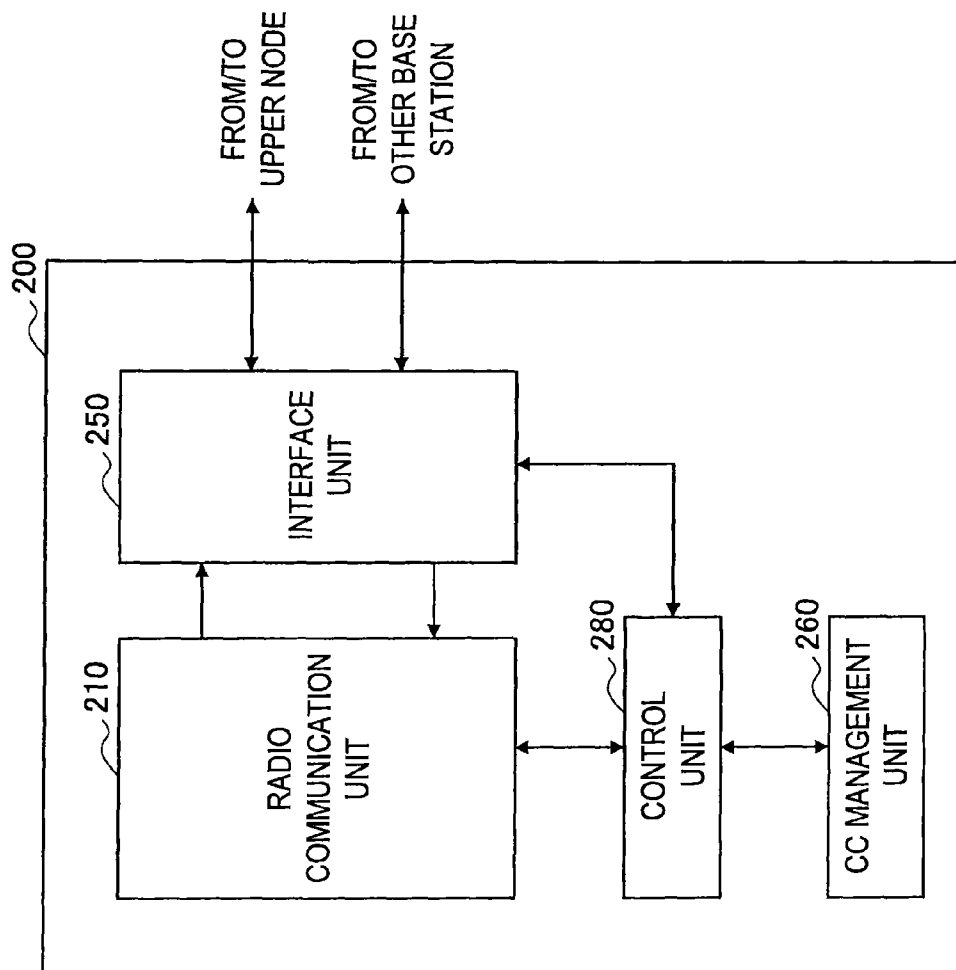 200
210
RADIO
COMMUNICATION
UNIT
250
INTERFACE
UNIT
FROM/TO
UPPER NODE
FROM/TO
OTHER BASE
STATION
280
CONTROL
UNIT
260
CC MANAGEMENT
UNIT